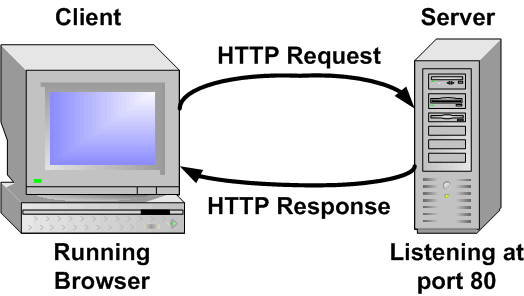 Client
Server
HTTP Request
HTTP Response
Running
Browser
Listening at
port 80